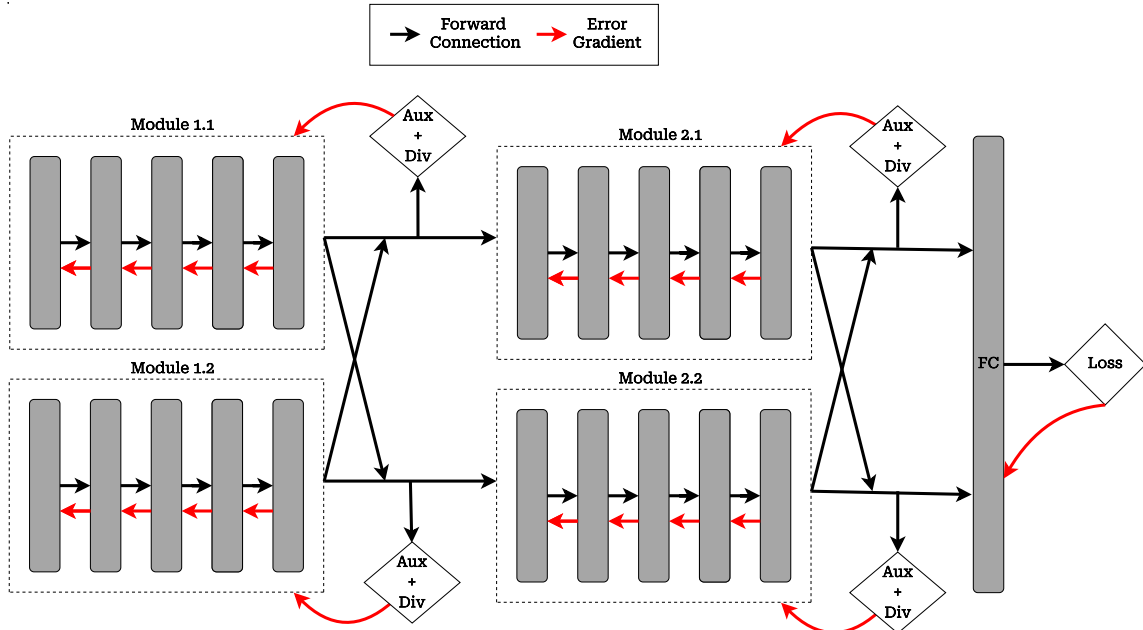 Forward
Connection
Error
Gradient
Module 1.1
Aux
+
Div
Module 2.1
Aux
+
Div
Module 1.2
Aux
+
Div
Module 2.2
Aux
+
Div
FC
Loss